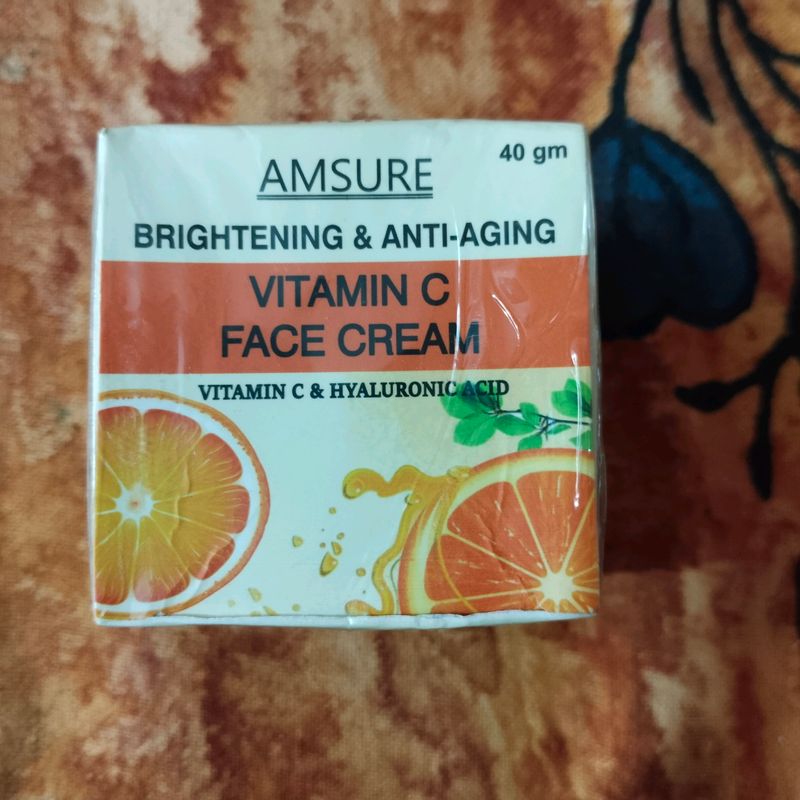 40 gm
AMSURE
BRIGHTENING & ANTI-AGING
VITAMIN C
FACE CREAM
VITAMIN C & HYALURONIC ACID